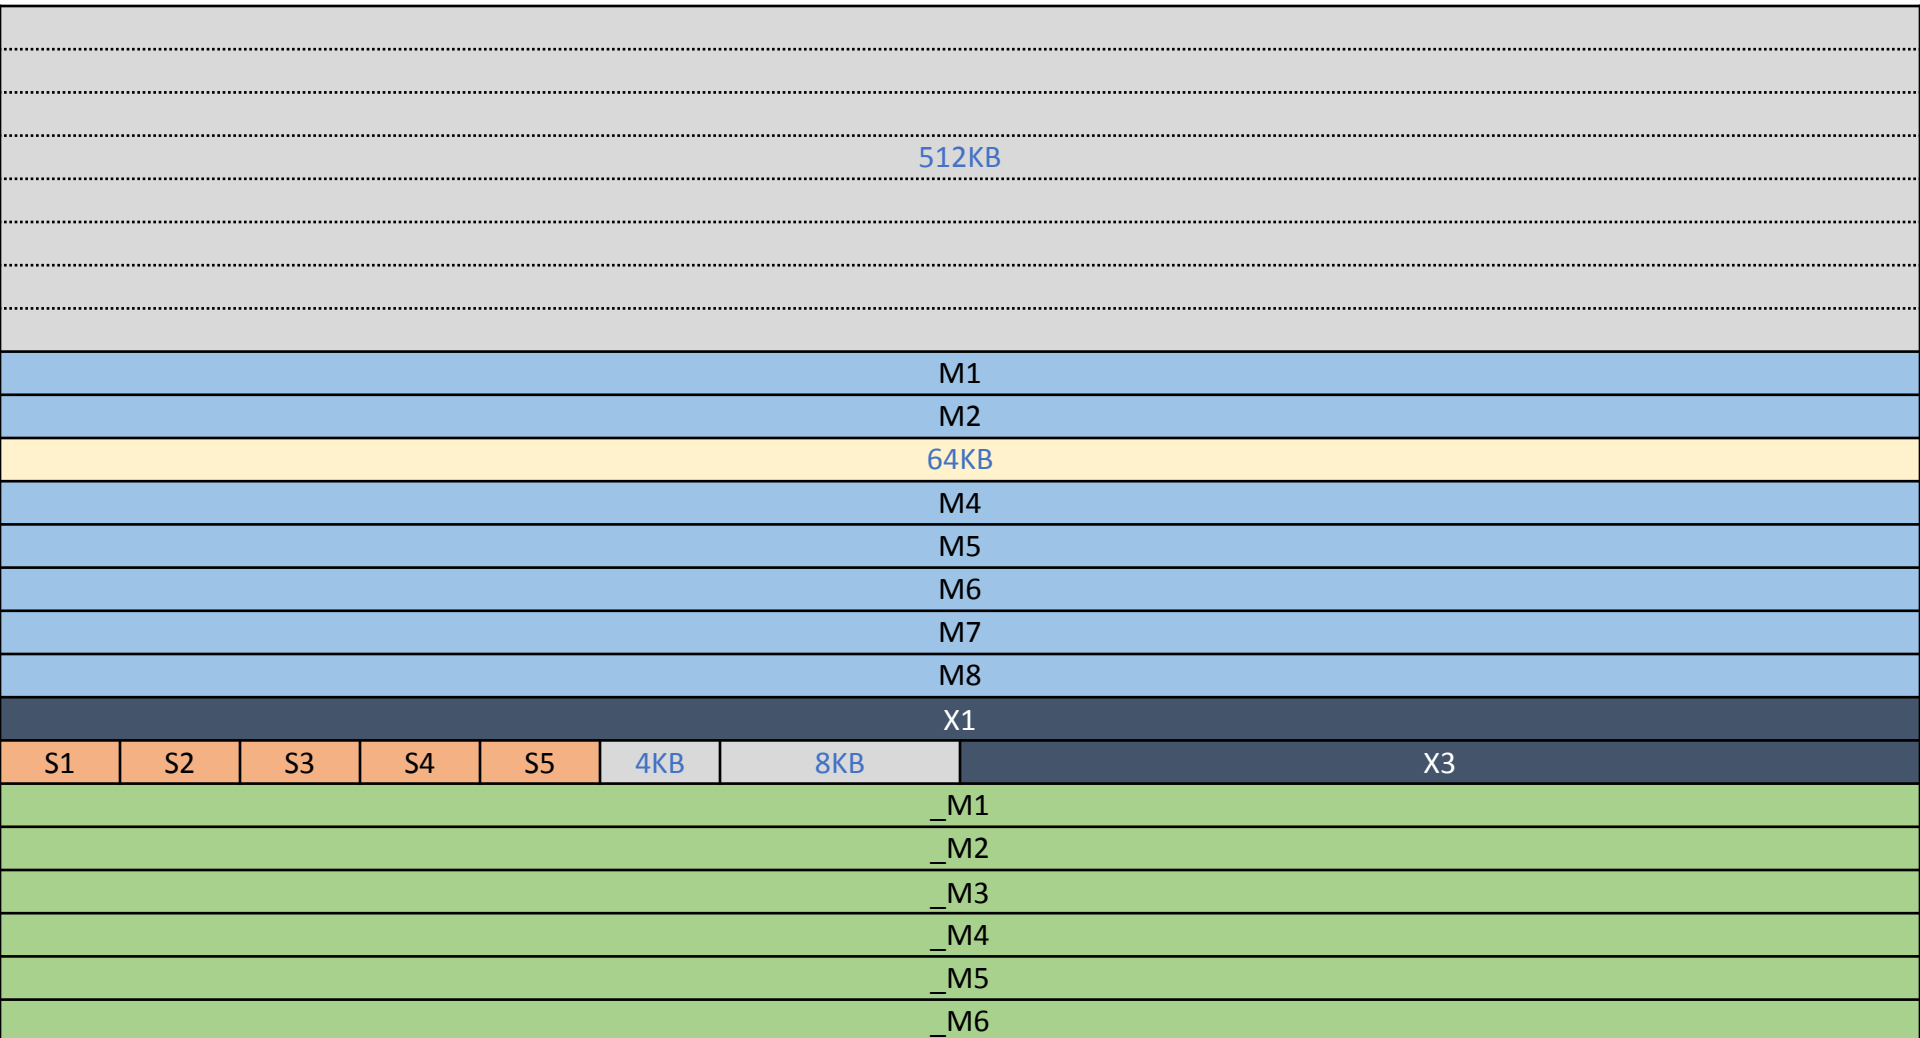 512KB
M1
M2
64KB
M4
M5
M6
M7
M8
X1
S1 S2 S3 S4 S5 4KB 8KB X3
_M1
_M2
_M3
_M4
_M5
_M6